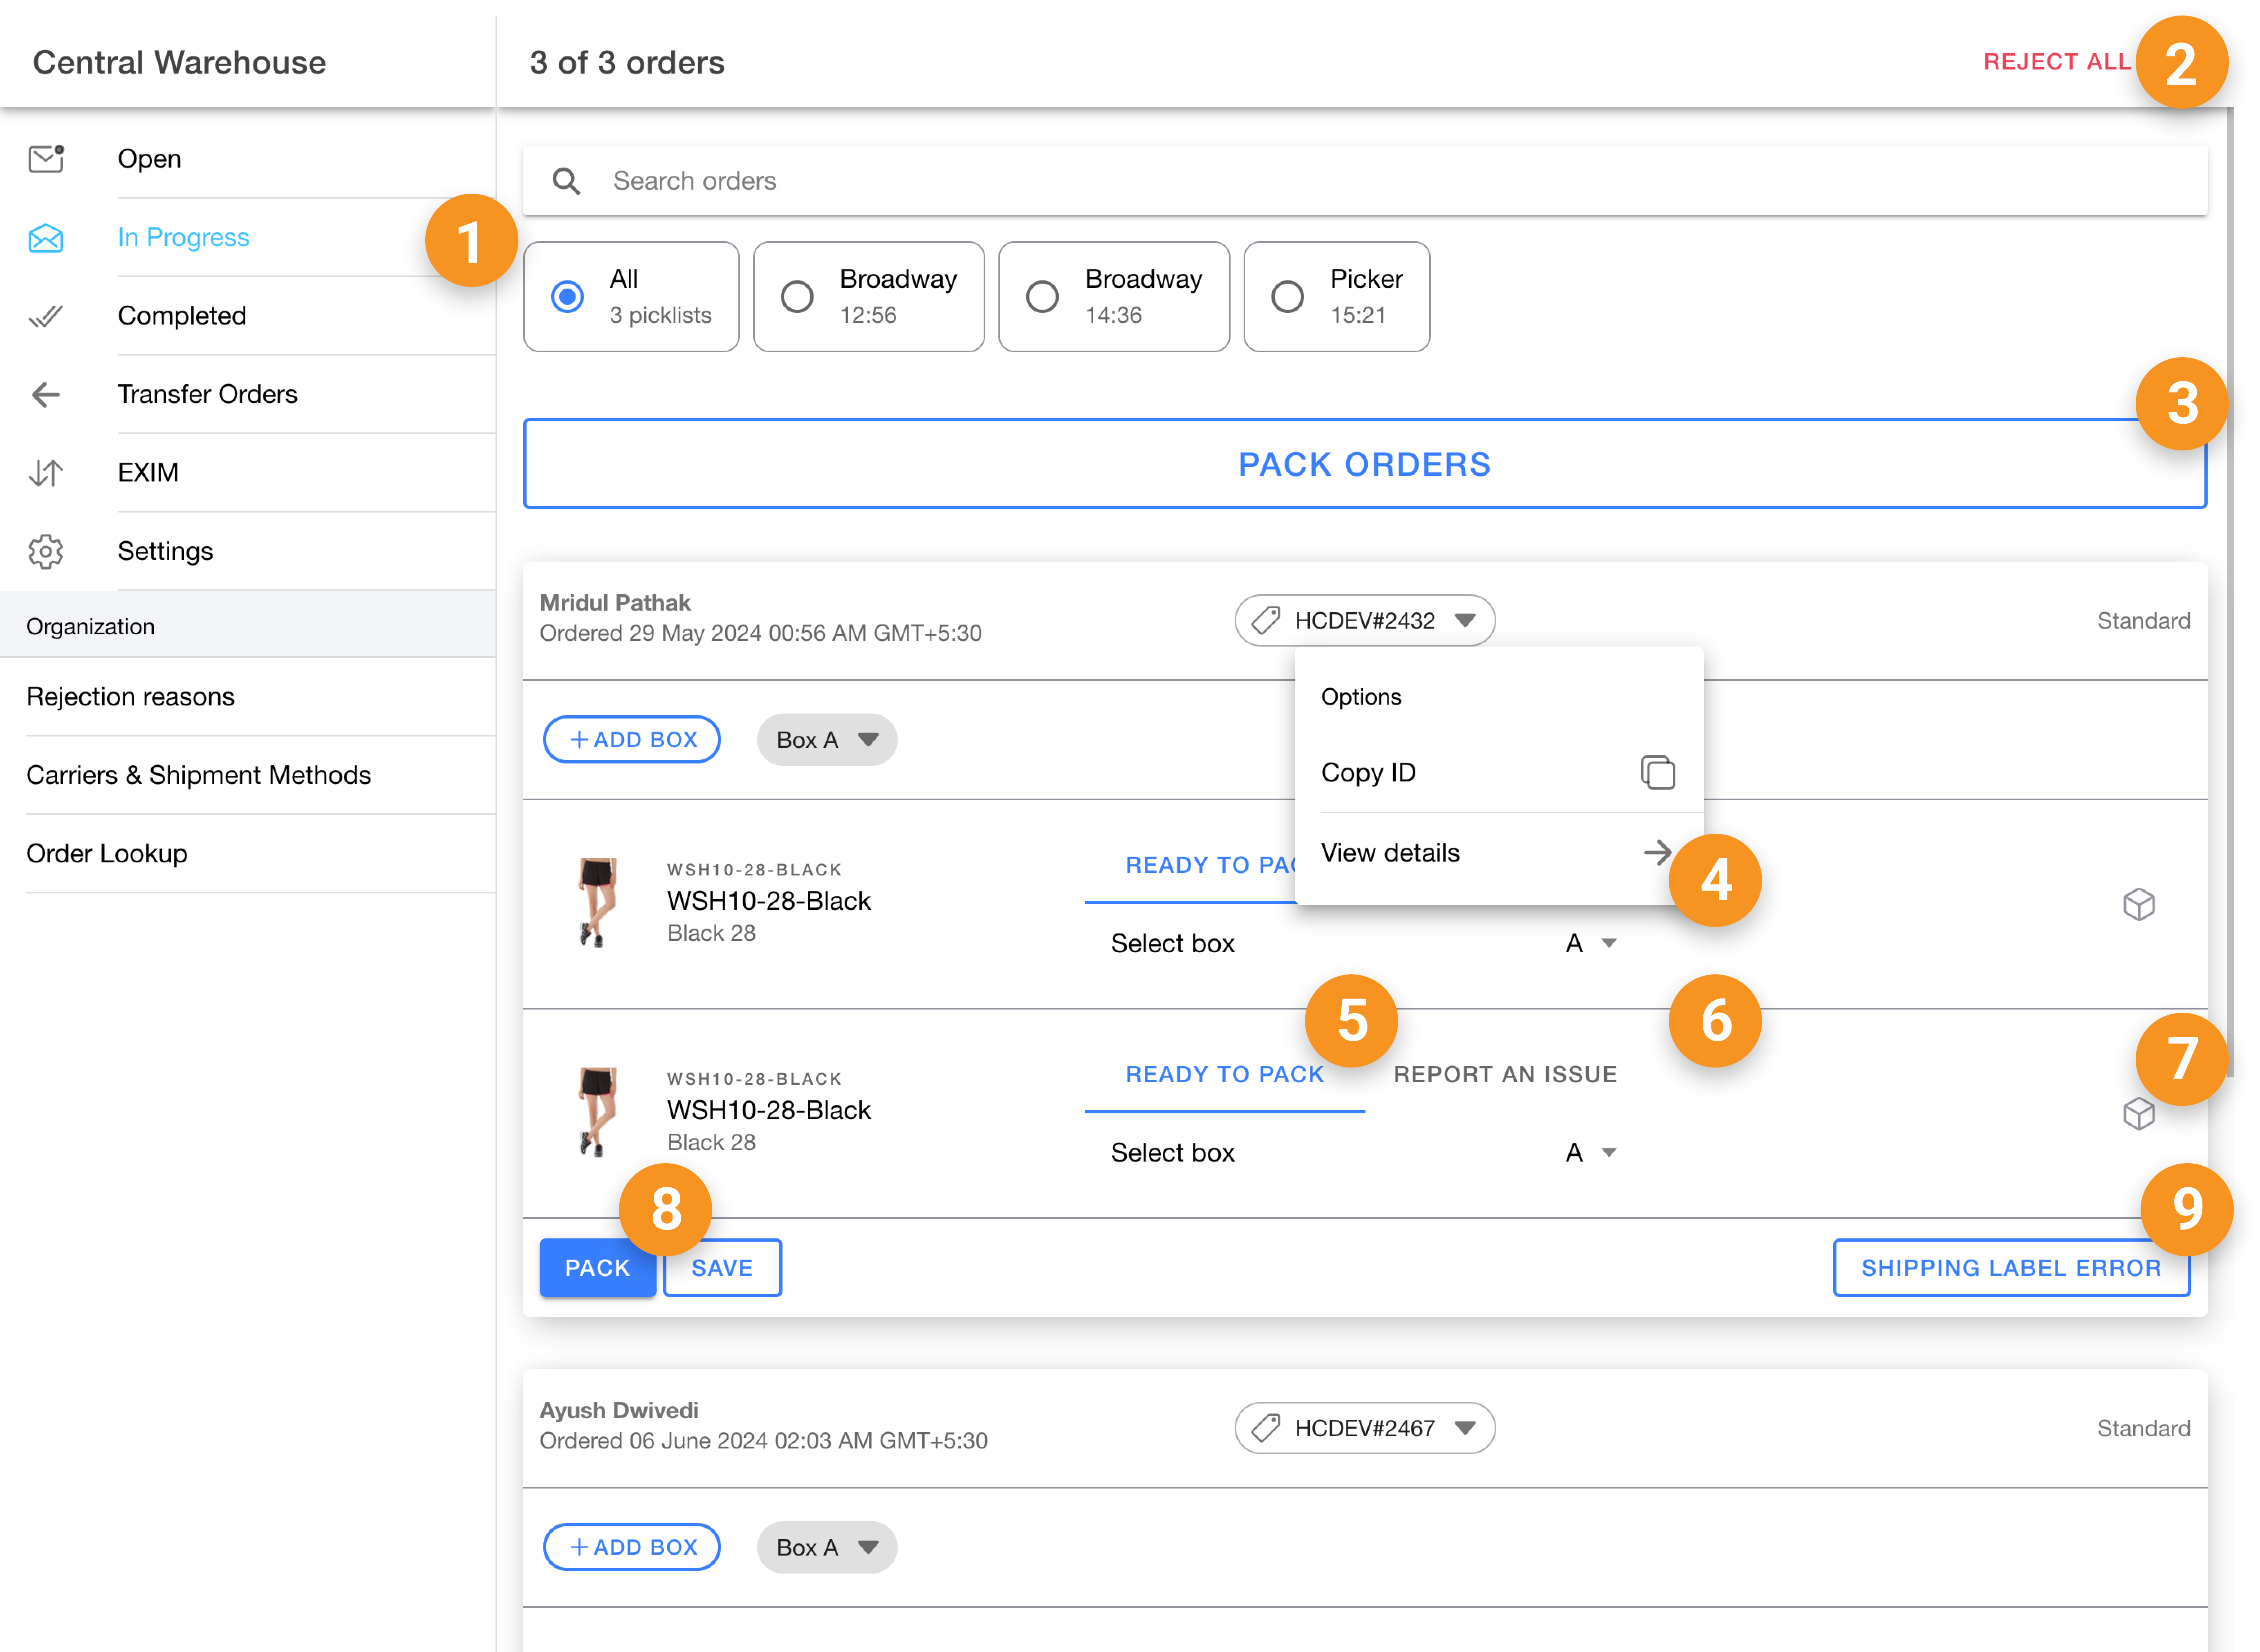 Central Warehouse
3 of 3 orders
REJECT ALL
2
Open
In Progress
Completed
Transfer Orders
EXIM
Settings
Organization
Rejection reasons
Carriers & Shipment Methods
Order Lookup
Search orders
1
All
3 picklists
Broadway
12:56
Broadway
14:36
Picker
15:21
3
PACK ORDERS
Mridul Pathak
Ordered 29 May 2024 00:56 AM GMT+5:30
HCDEV#2432
Standard
Options
Copy ID
View details
4
ADD BOX
Box A
WSH10-28-BLACK
WSH10-28-Black
Black 28
READY TO PAC
Select box
A
5
6
7
WSH10-28-BLACK
WSH10-28-Black
Black 28
READY TO PACK
REPORT AN ISSUE
Select box
A
8
9
PACK
SAVE
SHIPPING LABEL ERROR
Ayush Dwivedi
Ordered 06 June 2024 02:03 AM GMT+5:30
HCDEV#2467
Standard
ADD BOX
Box A